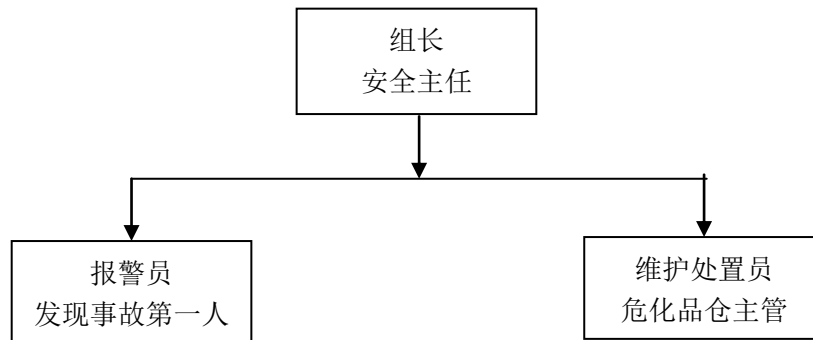 组长
安全主任
报警员
发现事故第一人
维护处置员
危化品仓主管